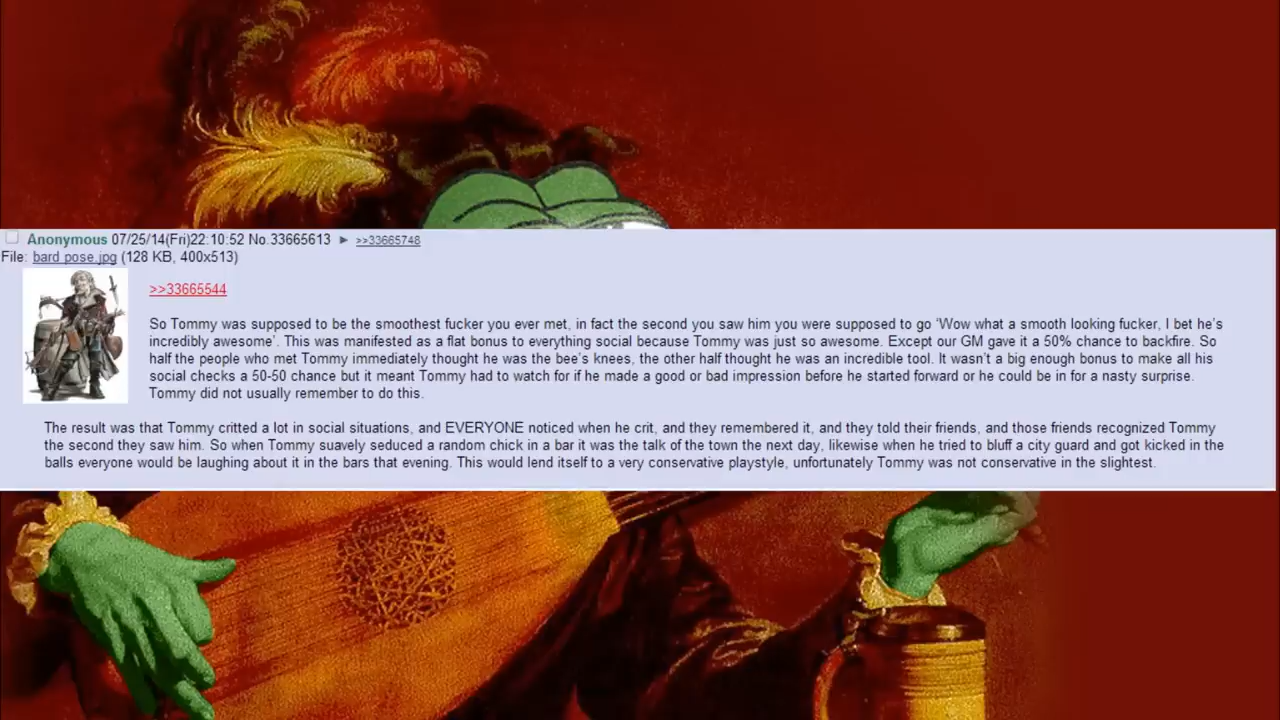 Anonymous 07/25/14(Fri)22:10:52 No.33665613 ► >>33665748
File: bard pose.jpg (128 KB, 400x513)
>>33665544
So Tommy was supposed to be the smoothest fucker you ever met, in fact the second you saw him you were supposed to go ‘Wow what a smooth looking fucker, I bet he’s
incredibly awesome’. This was manifested as a flat bonus to everything social because Tommy was just so awesome. Except our GM gave it a 50% chance to backfire. So
half the people who met Tommy immediately thought he was the bee’s knees, the other half thought he was an incredible tool. It wasn’t a big enough bonus to make all his
social checks a 50-50 chance but it meant Tommy had to watch for if he made a good or bad impression before he started forward or he could be in for a nasty surprise.
Tommy did not usually remember to do this.
The result was that Tommy critted a lot in social situations, and EVERYONE noticed when he crit, and they remembered it, and they told their friends, and those friends recognized Tommy
the second they saw him. So when Tommy suavely seduced a random chick in a bar it was the talk of the town the next day, likewise when he tried to bluff a city guard and got kicked in the
balls everyone would be laughing about it in the bars that evening. This would lend itself to a very conservative playstyle, unfortunately Tommy was not conservative in the slightest.